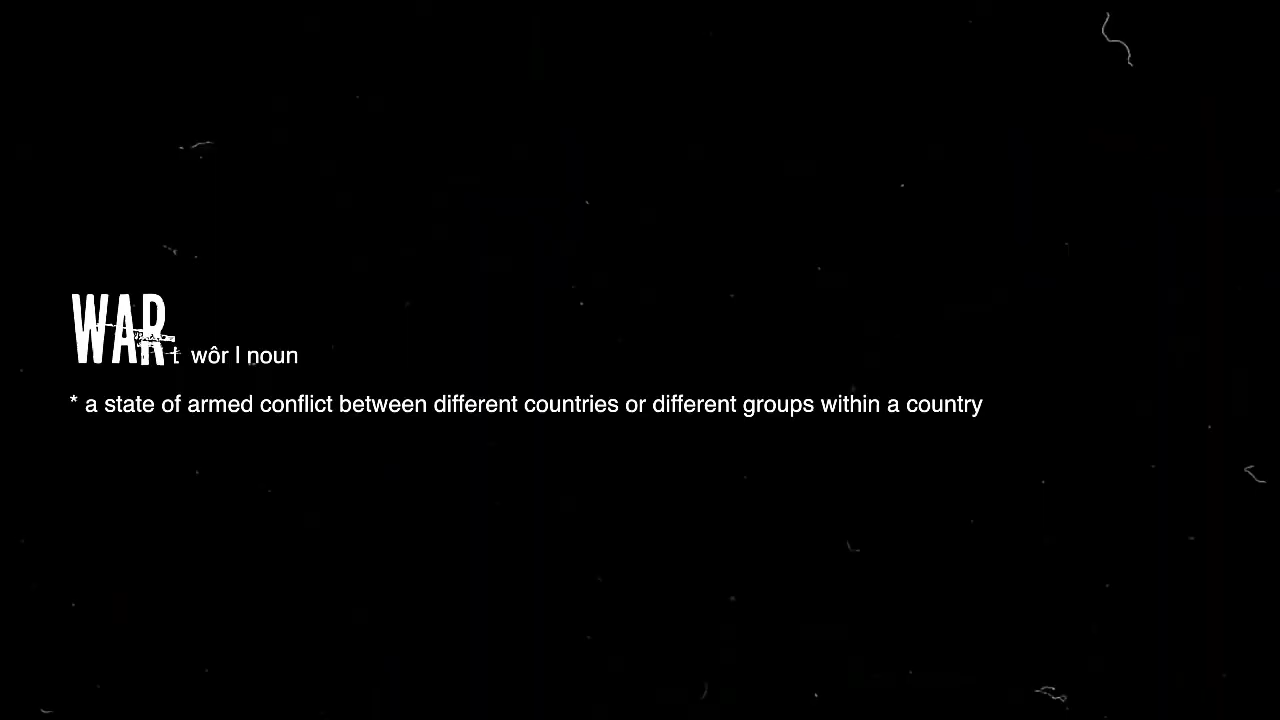 WAR wôr | noun
* a state of armed conflict between different countries or different groups within a country